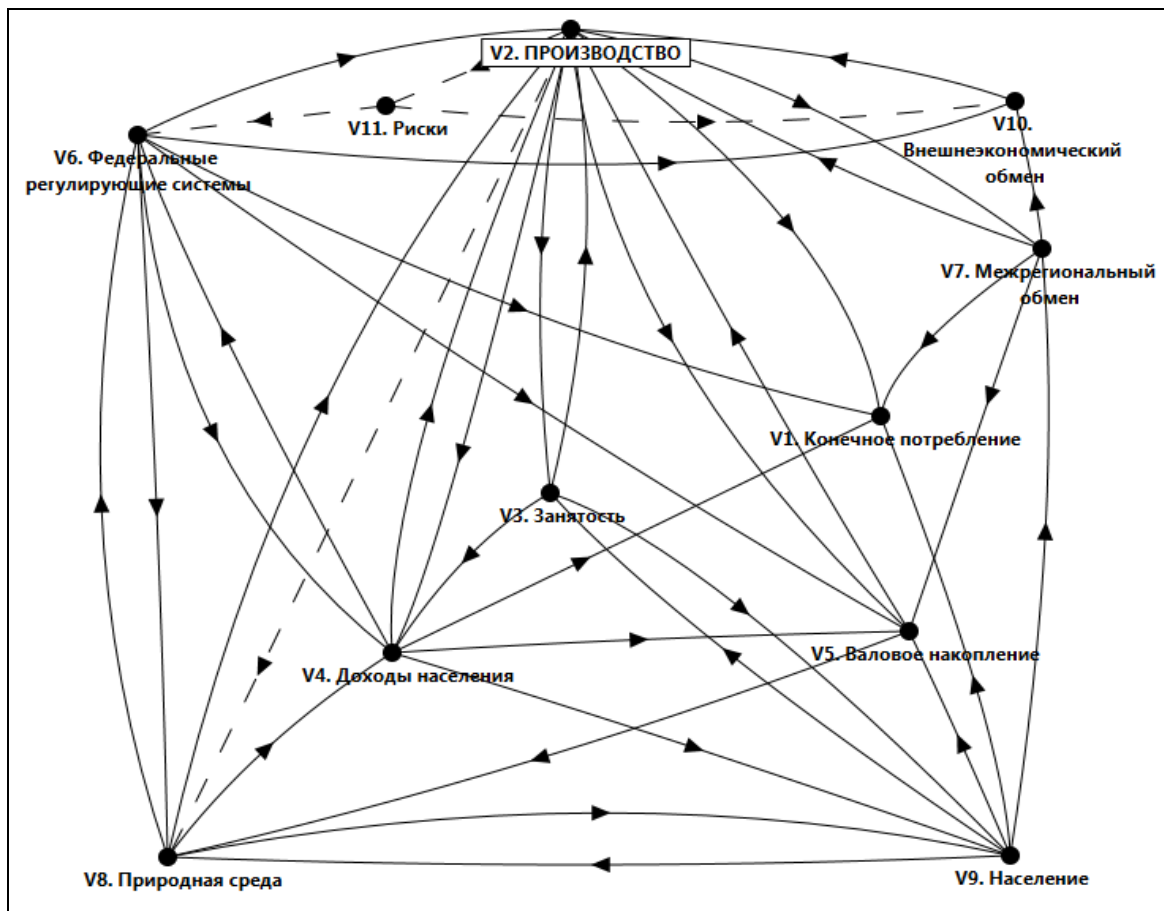 V2. ПРОИЗВОДСТВО
V11. Риски
V10.
Внешнеэкономический
обмен
V6. Федеральные
регулирующие системы
V7. Межрегиональный
обмен
V1. Конечное потребление
V3. Занятость
V5. Валовое накопление
V4. Доходы населения
V8. Природная среда
V9. Население